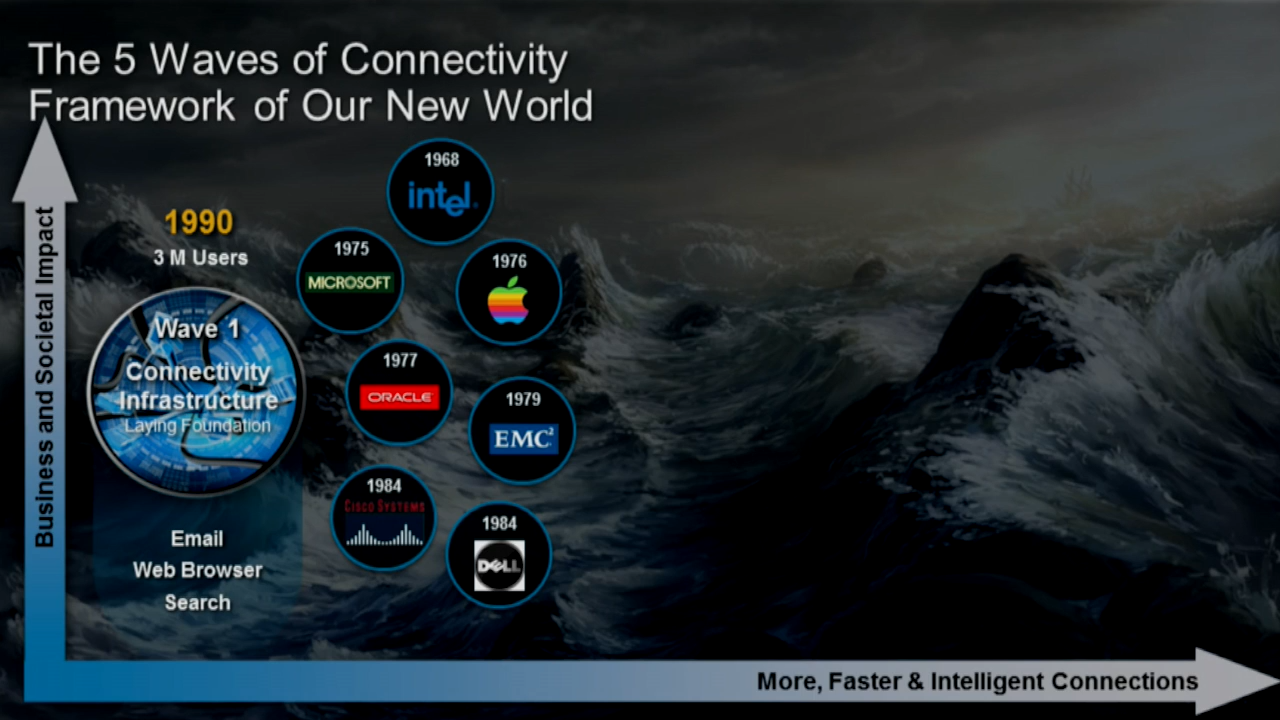 The 5 Waves of Connectivity
Framework of Our New World
Business and Societal Impact
1990
3 M Users
Wave 1
Connectivity
Infrastructure
Laying Foundation
Email
Web Browser
Search
1968
intel
1975
MICROSOFT
1976
1977
ORACLE
1979
EMC²
1984
CISCO SYSTEMS
1984
DELL
More, Faster & Intelligent Connections